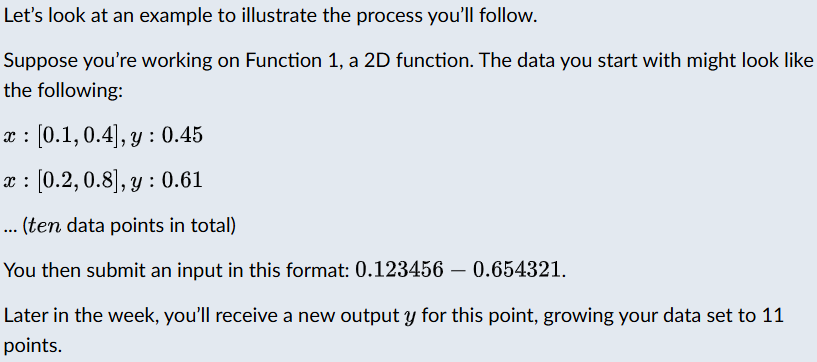 Let's look at an example to illustrate the process you'll follow.
Suppose you're working on Function 1, a 2D function. The data you start with might look like
the following:
x : [0.1, 0.4], y : 0.45
x : [0.2, 0.8], y : 0.61
... (ten data points in total)
You then submit an input in this format: 0.123456 − 0.654321.
Later in the week, you'll receive a new output y for this point, growing your data set to 11
points.